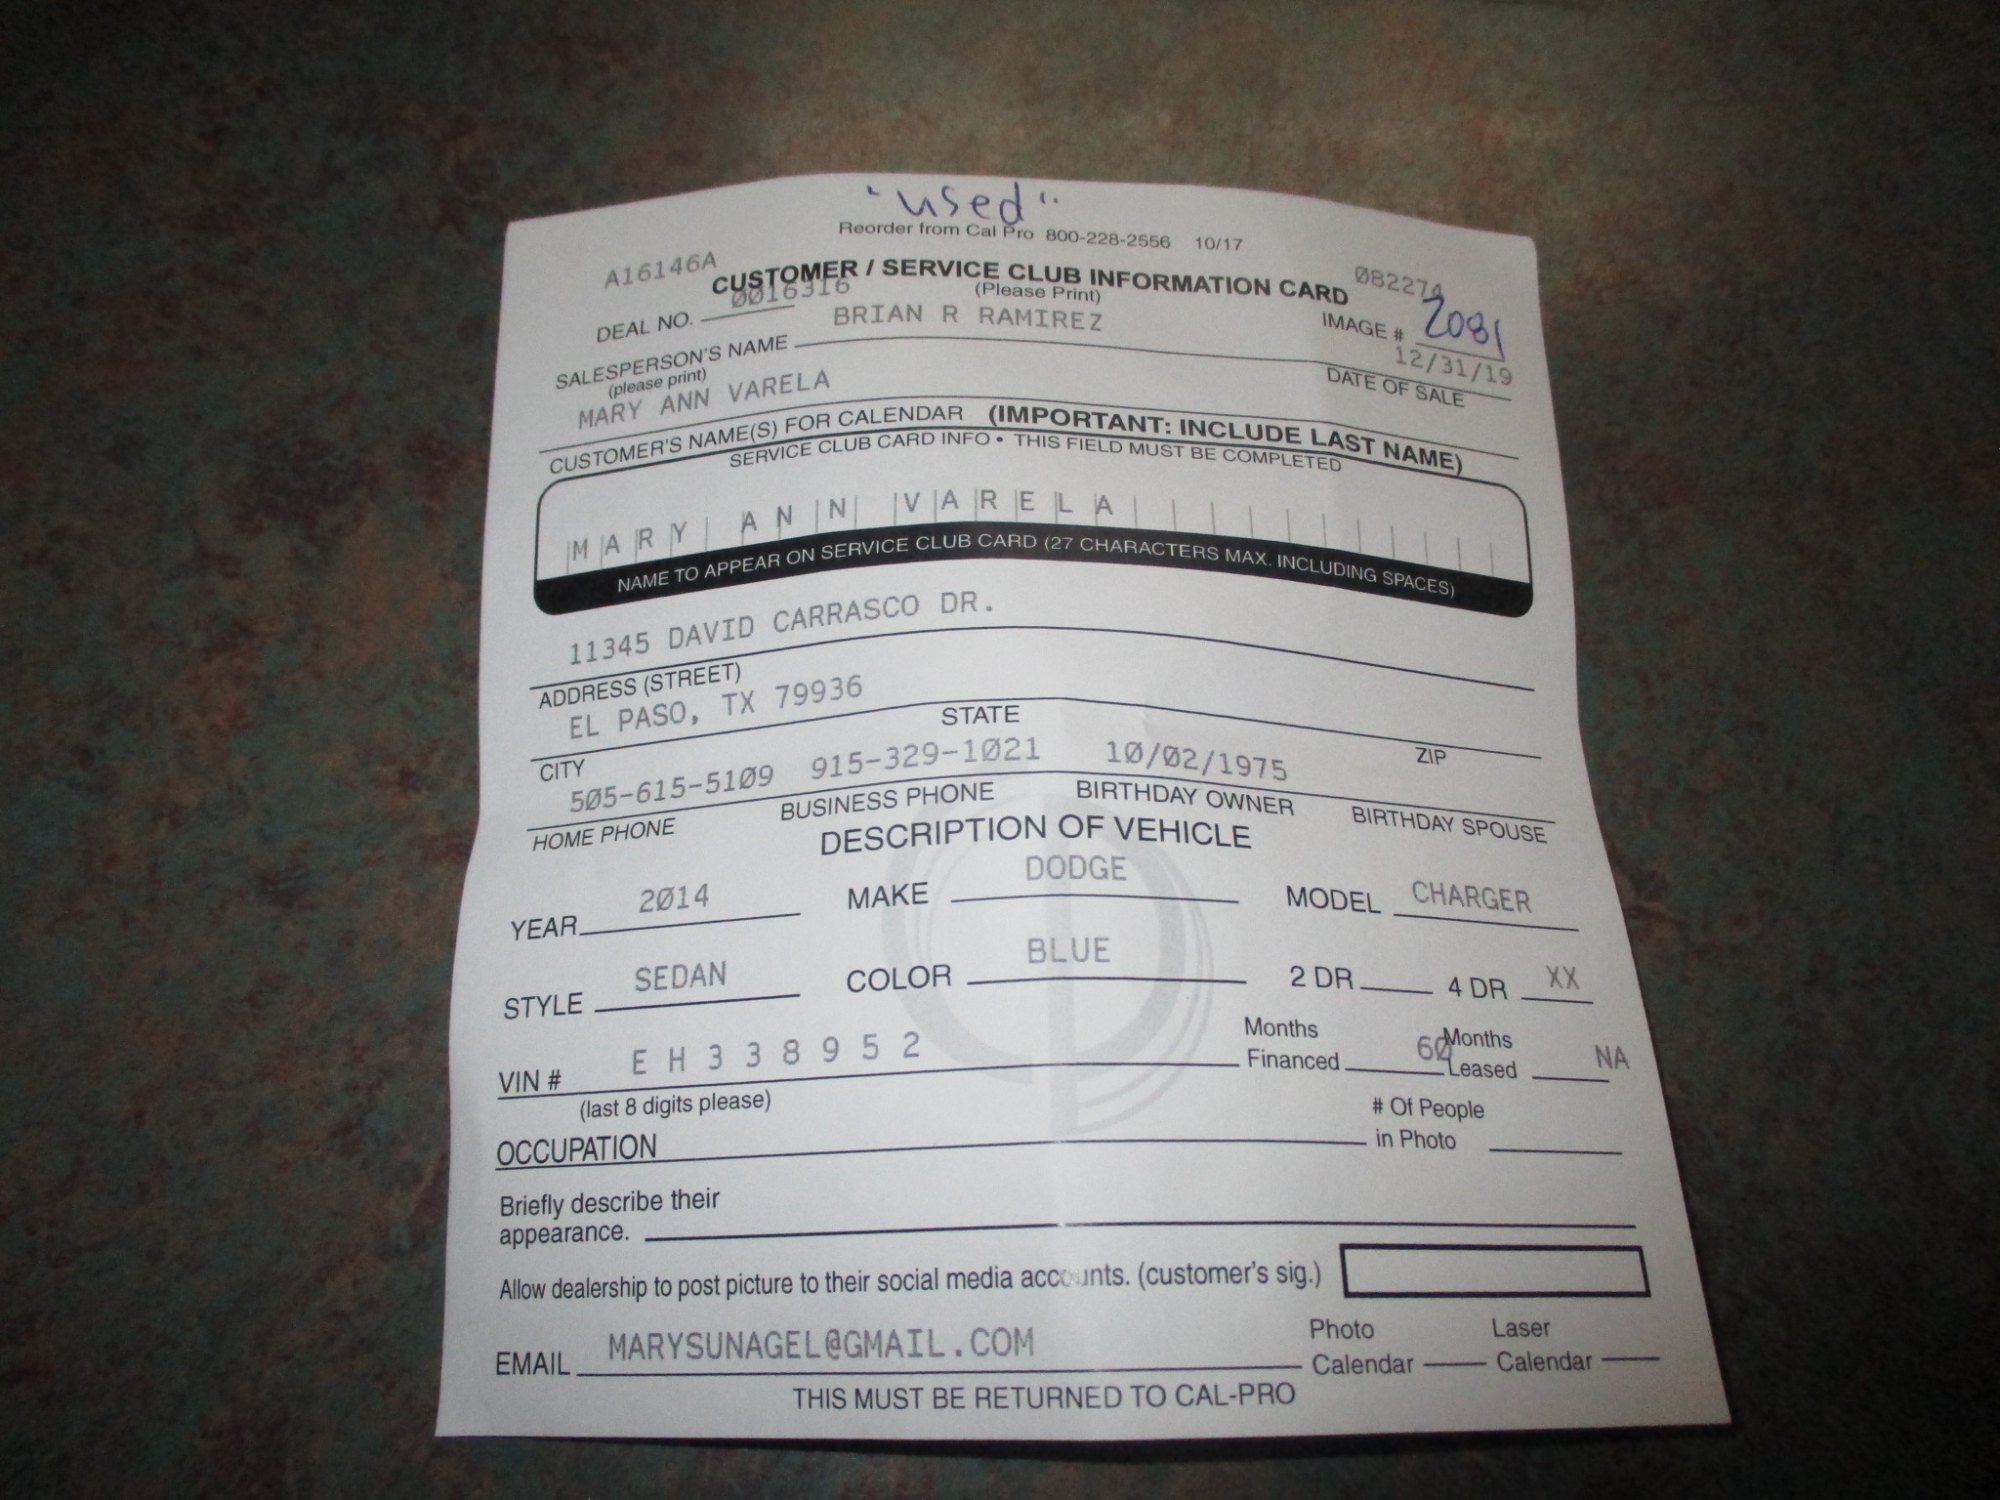 "used"
Reorder from Cal Pro 800-228-2556 10/17
A16146A
CUSTOMER / SERVICE CLUB INFORMATION CARD
082274
(Please Print)
DEAL NO. 0016316
IMAGE # 2081
SALESPERSON'S NAME BRIAN R RAMIREZ
(please print)
12/31/19
DATE OF SALE
MARY ANN VARELA
CUSTOMER'S NAME(S) FOR CALENDAR (IMPORTANT: INCLUDE LAST NAME)
SERVICE CLUB CARD INFO • THIS FIELD MUST BE COMPLETED
MARY ANN VARELA
NAME TO APPEAR ON SERVICE CLUB CARD (27 CHARACTERS MAX. INCLUDING SPACES)
11345 DAVID CARRASCO DR.
ADDRESS (STREET)
EL PASO, TX 79936
CITY STATE ZIP
505-615-5109 915-329-1021 10/02/1975
HOME PHONE BUSINESS PHONE BIRTHDAY OWNER BIRTHDAY SPOUSE
DESCRIPTION OF VEHICLE
YEAR 2014 MAKE DODGE MODEL CHARGER
STYLE SEDAN COLOR BLUE 2 DR 4 DR XX
VIN # E H 3 3 8 9 5 2 Months Financed 60 Months Leased NA
(last 8 digits please)
OCCUPATION # Of People in Photo
Briefly describe their
appearance.
Allow dealership to post picture to their social media accounts. (customer's sig.)
EMAIL MARYSUNAGEL@GMAIL.COM Photo Calendar Laser Calendar
THIS MUST BE RETURNED TO CAL-PRO